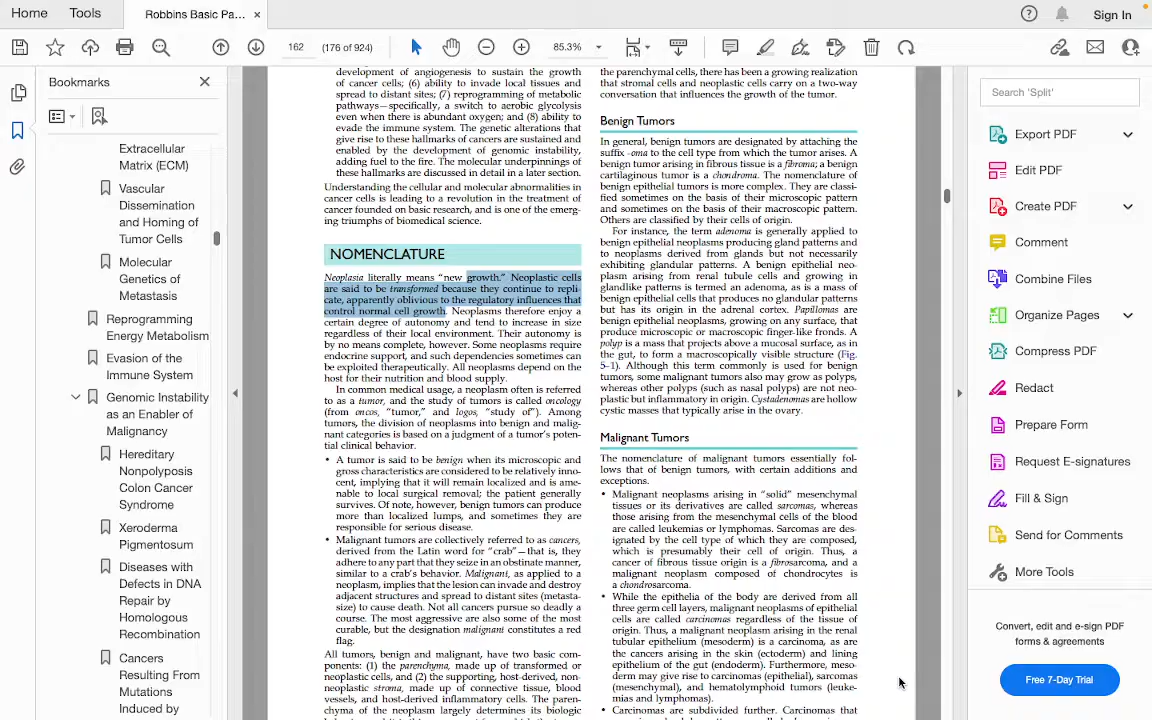 Home
Tools
Robbins Basic Pa...
Sign In
162
(176 of 924)
85.3%
Bookmarks
Extracellular
Matrix (ECM)
Vascular
Dissemination
and Homing of
Tumor Cells
Molecular
Genetics of
Metastasis
Reprogramming
Energy Metabolism
Evasion of the
Immune System
Genomic Instability
as an Enabler of
Malignancy
Hereditary
Nonpolyposis
Colon Cancer
Syndrome
Xeroderma
Pigmentosum
Diseases with
Defects in DNA
Repair by
Homologous
Recombination
Cancers
Resulting From
Mutations
Induced by
development of angiogenesis to sustain the growth
of cancer cells; (6) ability to invade local tissues and
spread to distant sites; (7) reprogramming of metabolic
pathways—specifically, a switch to aerobic glycolysis
even when there is abundant oxygen; and (8) ability to
evade the immune system. The genetic alterations that
give rise to these hallmarks of cancers are sustained and
enabled by the development of genomic instability,
adding fuel to the fire. The molecular underpinnings of
these hallmarks are discussed in detail in a later section.
Understanding the cellular and molecular abnormalities in
cancer cells is leading to a revolution in the treatment of
cancer founded on basic research, and is one of the emerg-
ing triumphs of biomedical science.
NOMENCLATURE
Neoplasia literally means “new growth.” Neoplastic cells
are said to be transformed because they continue to repli-
cate, apparently oblivious to the regulatory influences that
control normal cell growth. Neoplasms therefore enjoy a
certain degree of autonomy and tend to increase in size
regardless of their local environment. Their autonomy is
by no means complete, however. Some neoplasms require
endocrine support, and such dependencies sometimes can
be exploited therapeutically. All neoplasms depend on the
host for their nutrition and blood supply.
In common medical usage, a neoplasm often is referred
to as a tumor, and the study of tumors is called oncology
(from oncos, “tumor,” and logos, “study of”). Among
tumors, the division of neoplasms into benign and malig-
nant categories is based on a judgment of a tumor’s poten-
tial clinical behavior.
• A tumor is said to be benign when its microscopic and
gross characteristics are considered to be relatively inno-
cent, implying that it will remain localized and is ame-
nable to local surgical removal; the patient generally
survives. Of note, however, benign tumors can produce
more than localized lumps, and sometimes they are
responsible for serious disease.
• Malignant tumors are collectively referred to as cancers,
derived from the Latin word for “crab”—that is, they
adhere to any part that they seize in an obstinate manner,
similar to a crab’s behavior. Malignant, as applied to a
neoplasm, implies that the lesion can invade and destroy
adjacent structures and spread to distant sites (metasta-
size) to cause death. Not all cancers pursue so deadly a
course. The most aggressive are also some of the most
curable, but the designation malignant constitutes a red
flag.
All tumors, benign and malignant, have two basic com-
ponents: (1) the parenchyma, made up of transformed or
neoplastic cells, and (2) the supporting, host-derived, non-
neoplastic stroma, made up of connective tissue, blood
vessels, and host-derived inflammatory cells. The paren-
chyma of the neoplasm largely determines its biologic
the parenchymal cells, there has been a growing realization
that stromal cells and neoplastic cells carry on a two-way
conversation that influences the growth of the tumor.
Benign Tumors
In general, benign tumors are designated by attaching the
suffix -oma to the cell type from which the tumor arises. A
benign tumor arising in fibrous tissue is a fibroma; a benign
cartilaginous tumor is a chondroma. The nomenclature of
benign epithelial tumors is more complex. They are classi-
fied sometimes on the basis of their microscopic pattern
and sometimes on the basis of their macroscopic pattern.
Others are classified by their cells of origin.
For instance, the term adenoma is generally applied to
benign epithelial neoplasms producing gland patterns and
to neoplasms derived from glands but not necessarily
exhibiting glandular patterns. A benign epithelial neo-
plasm arising from renal tubule cells and growing in
glandlike patterns is termed an adenoma, as is a mass of
benign epithelial cells that produces no glandular patterns
but has its origin in the adrenal cortex. Papillomas are
benign epithelial neoplasms, growing on any surface, that
produce microscopic or macroscopic finger-like fronds. A
polyp is a mass that projects above a mucosal surface, as in
the gut, to form a macroscopically visible structure (Fig.
5–1). Although this term commonly is used for benign
tumors, some malignant tumors also may grow as polyps,
whereas other polyps (such as nasal polyps) are not neo-
plastic but inflammatory in origin. Cystadenomas are hollow
cystic masses that typically arise in the ovary.
Malignant Tumors
The nomenclature of malignant tumors essentially fol-
lows that of benign tumors, with certain additions and
exceptions.
• Malignant neoplasms arising in “solid” mesenchymal
tissues or its derivatives are called sarcomas, whereas
those arising from the mesenchymal cells of the blood
are called leukemias or lymphomas. Sarcomas are des-
ignated by the cell type of which they are composed,
which is presumably their cell of origin. Thus, a
cancer of fibrous tissue origin is a fibrosarcoma, and a
malignant neoplasm composed of chondrocytes is
a chondrosarcoma.
• While the epithelia of the body are derived from all
three germ cell layers, malignant neoplasms of epithelial
cells are called carcinomas regardless of the tissue of
origin. Thus, a malignant neoplasm arising in the renal
tubular epithelium (mesoderm) is a carcinoma, as are
the cancers arising in the skin (ectoderm) and lining
epithelium of the gut (endoderm). Furthermore, meso-
derm may give rise to carcinomas (epithelial), sarcomas
(mesenchymal), and hematolymphoid tumors (leuke-
mias and lymphomas).
• Carcinomas are subdivided further. Carcinomas that
Search 'Split'
Export PDF
Edit PDF
Create PDF
Comment
Combine Files
Organize Pages
Compress PDF
Redact
Prepare Form
Request E-signatures
Fill & Sign
Send for Comments
More Tools
Convert, edit and e-sign PDF
forms & agreements
Free 7-Day Trial